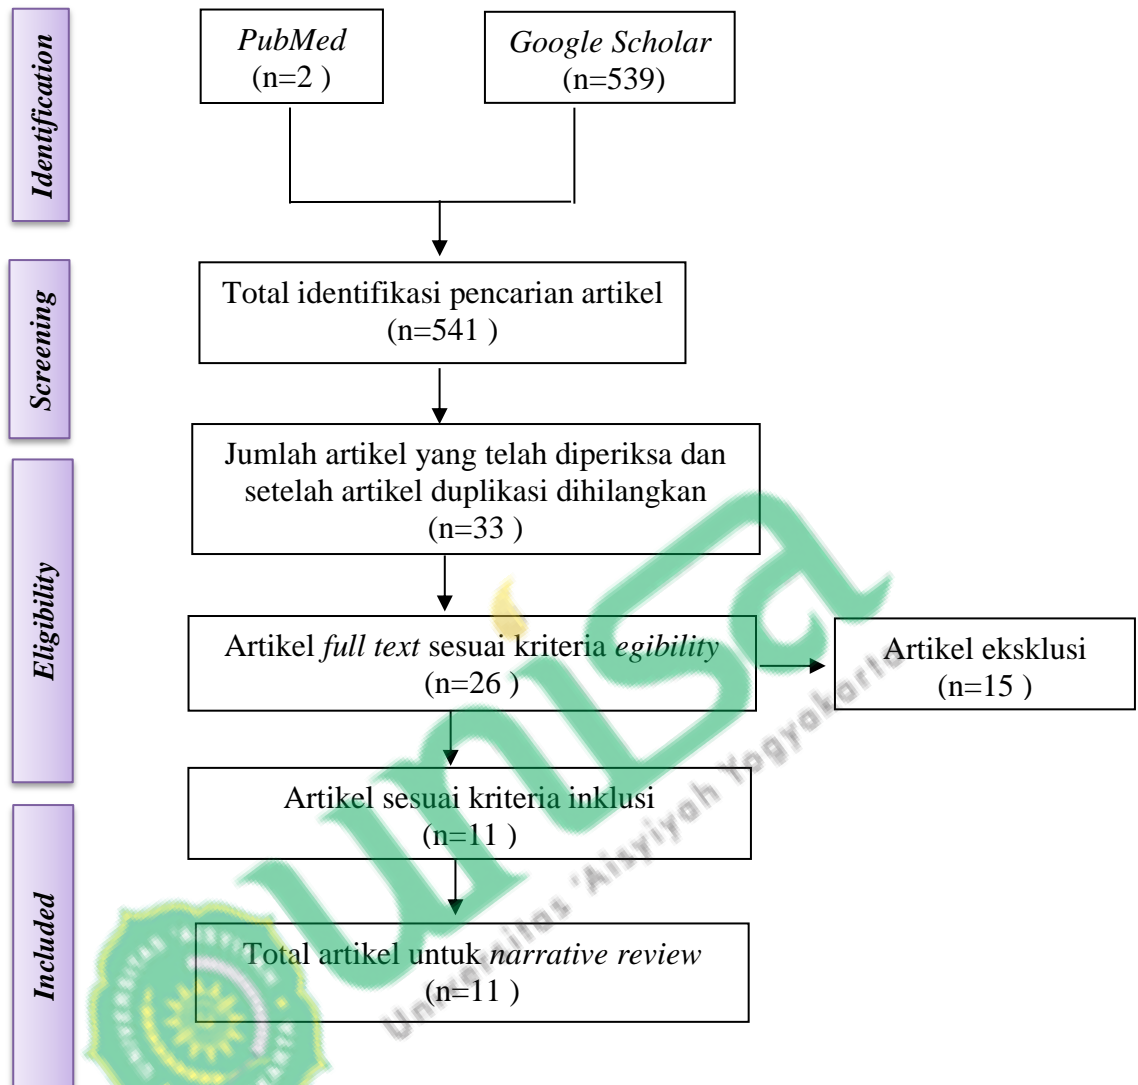 Identification
PubMed
(n=2 )
Google Scholar
(n=539)
Screening
Total identifikasi pencarian artikel
(n=541 )
Eligibility
Jumlah artikel yang telah diperiksa dan
setelah artikel duplikasi dihilangkan
(n=33 )
Artikel full text sesuai kriteria egibility
(n=26 )
Artikel eksklusi
(n=15 )
Artikel sesuai kriteria inklusi
(n=11 )
Included
Total artikel untuk narrative review
(n=11 )
unisa
Universitas 'Aisyiyah Yogyakarta